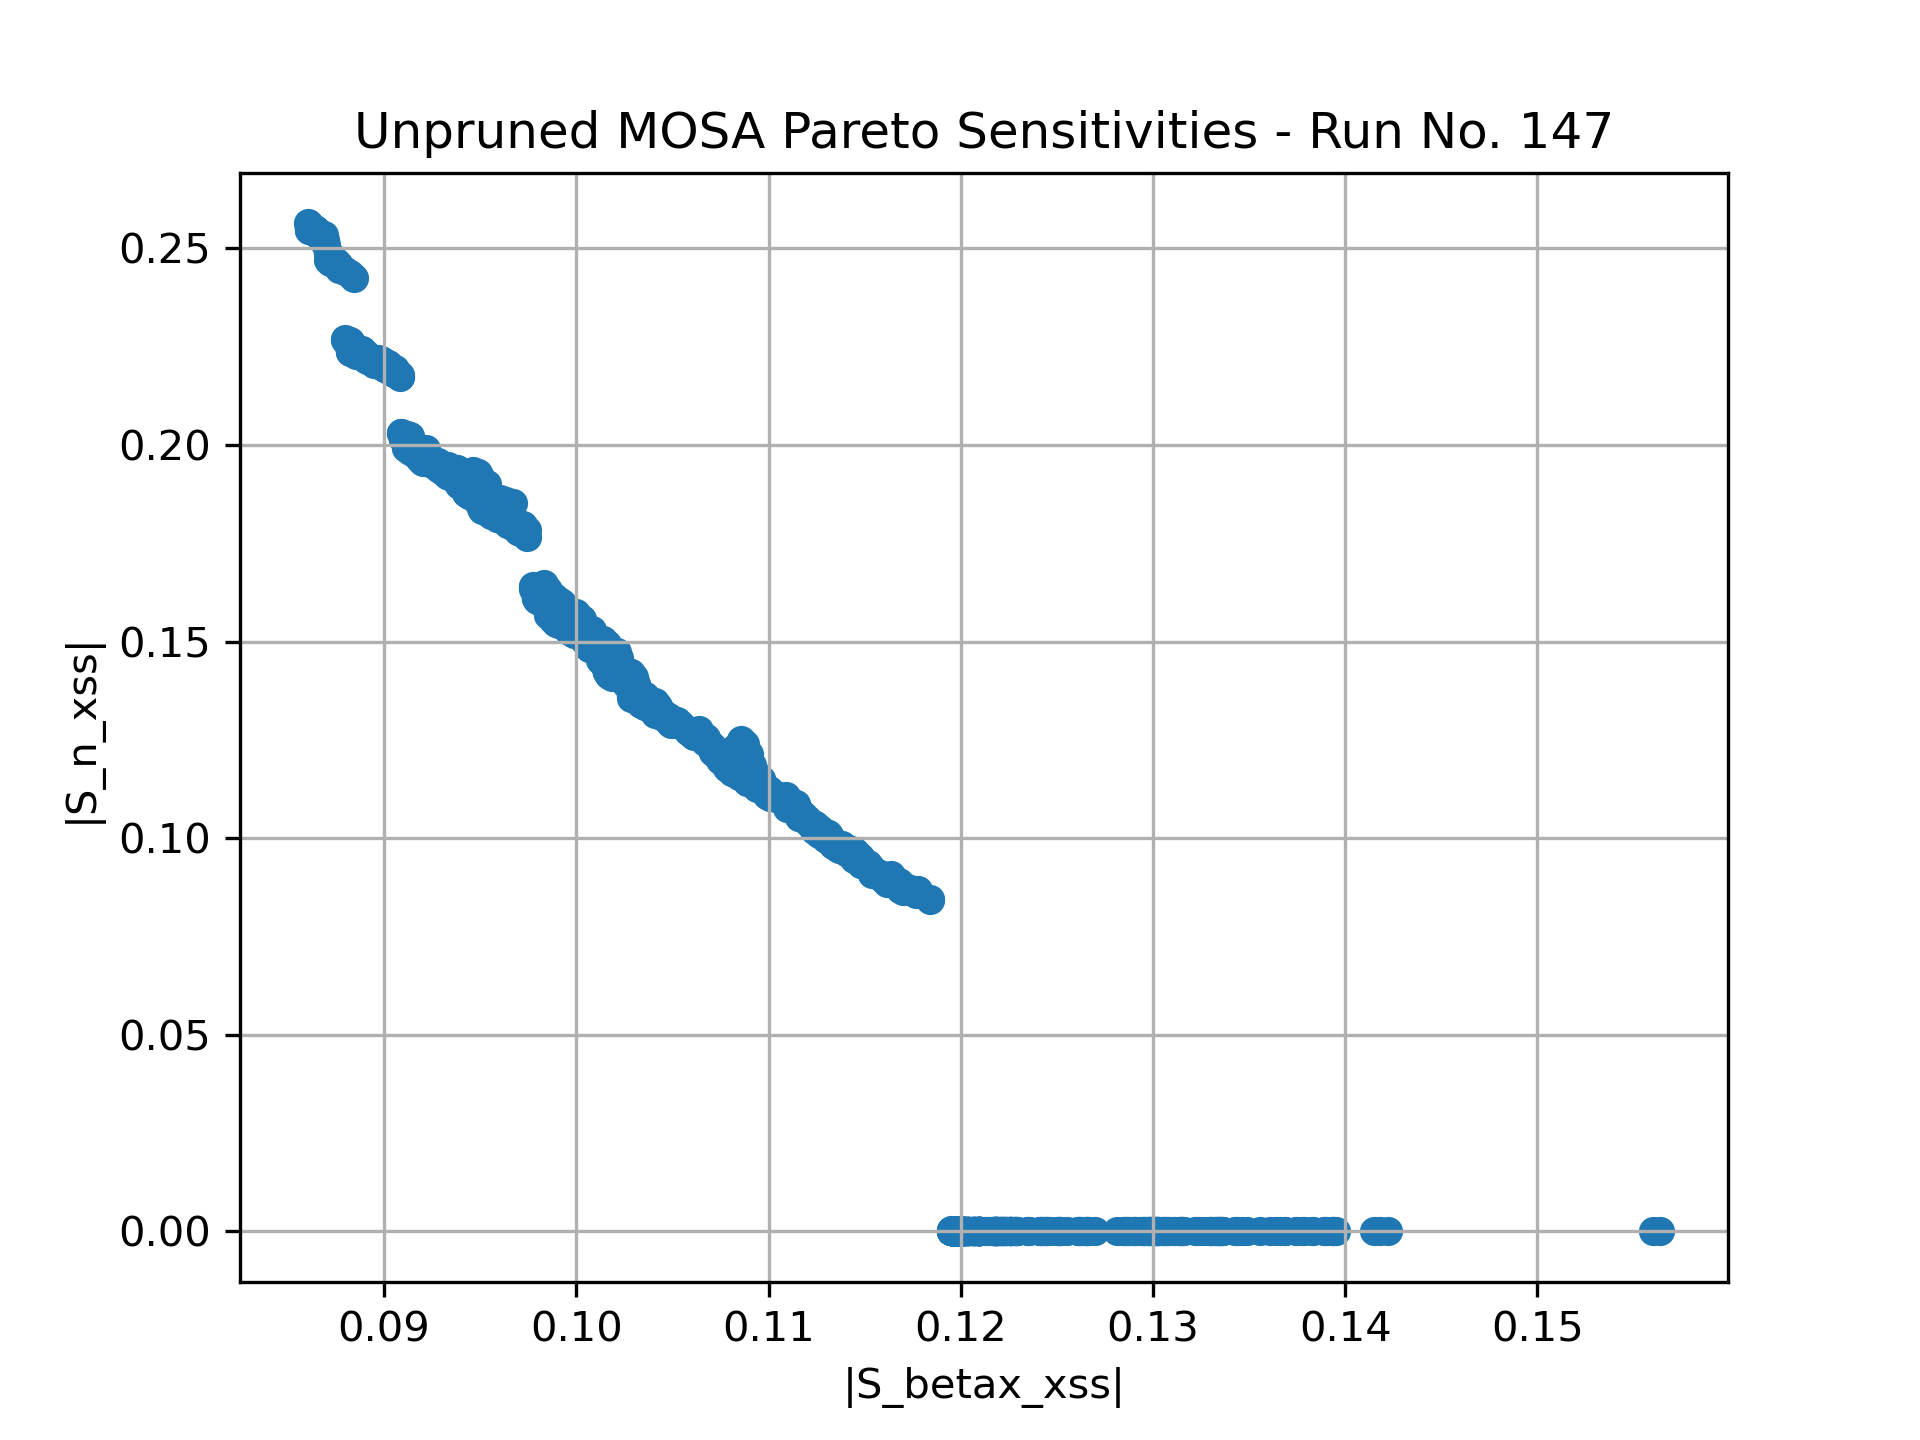 Unpruned MOSA Pareto Sensitivities - Run No. 147
|S_n_xss|
0.25
0.20
0.15
0.10
0.05
0.00
0.09 0.10 0.11 0.12 0.13 0.14 0.15
|S_betax_xss|